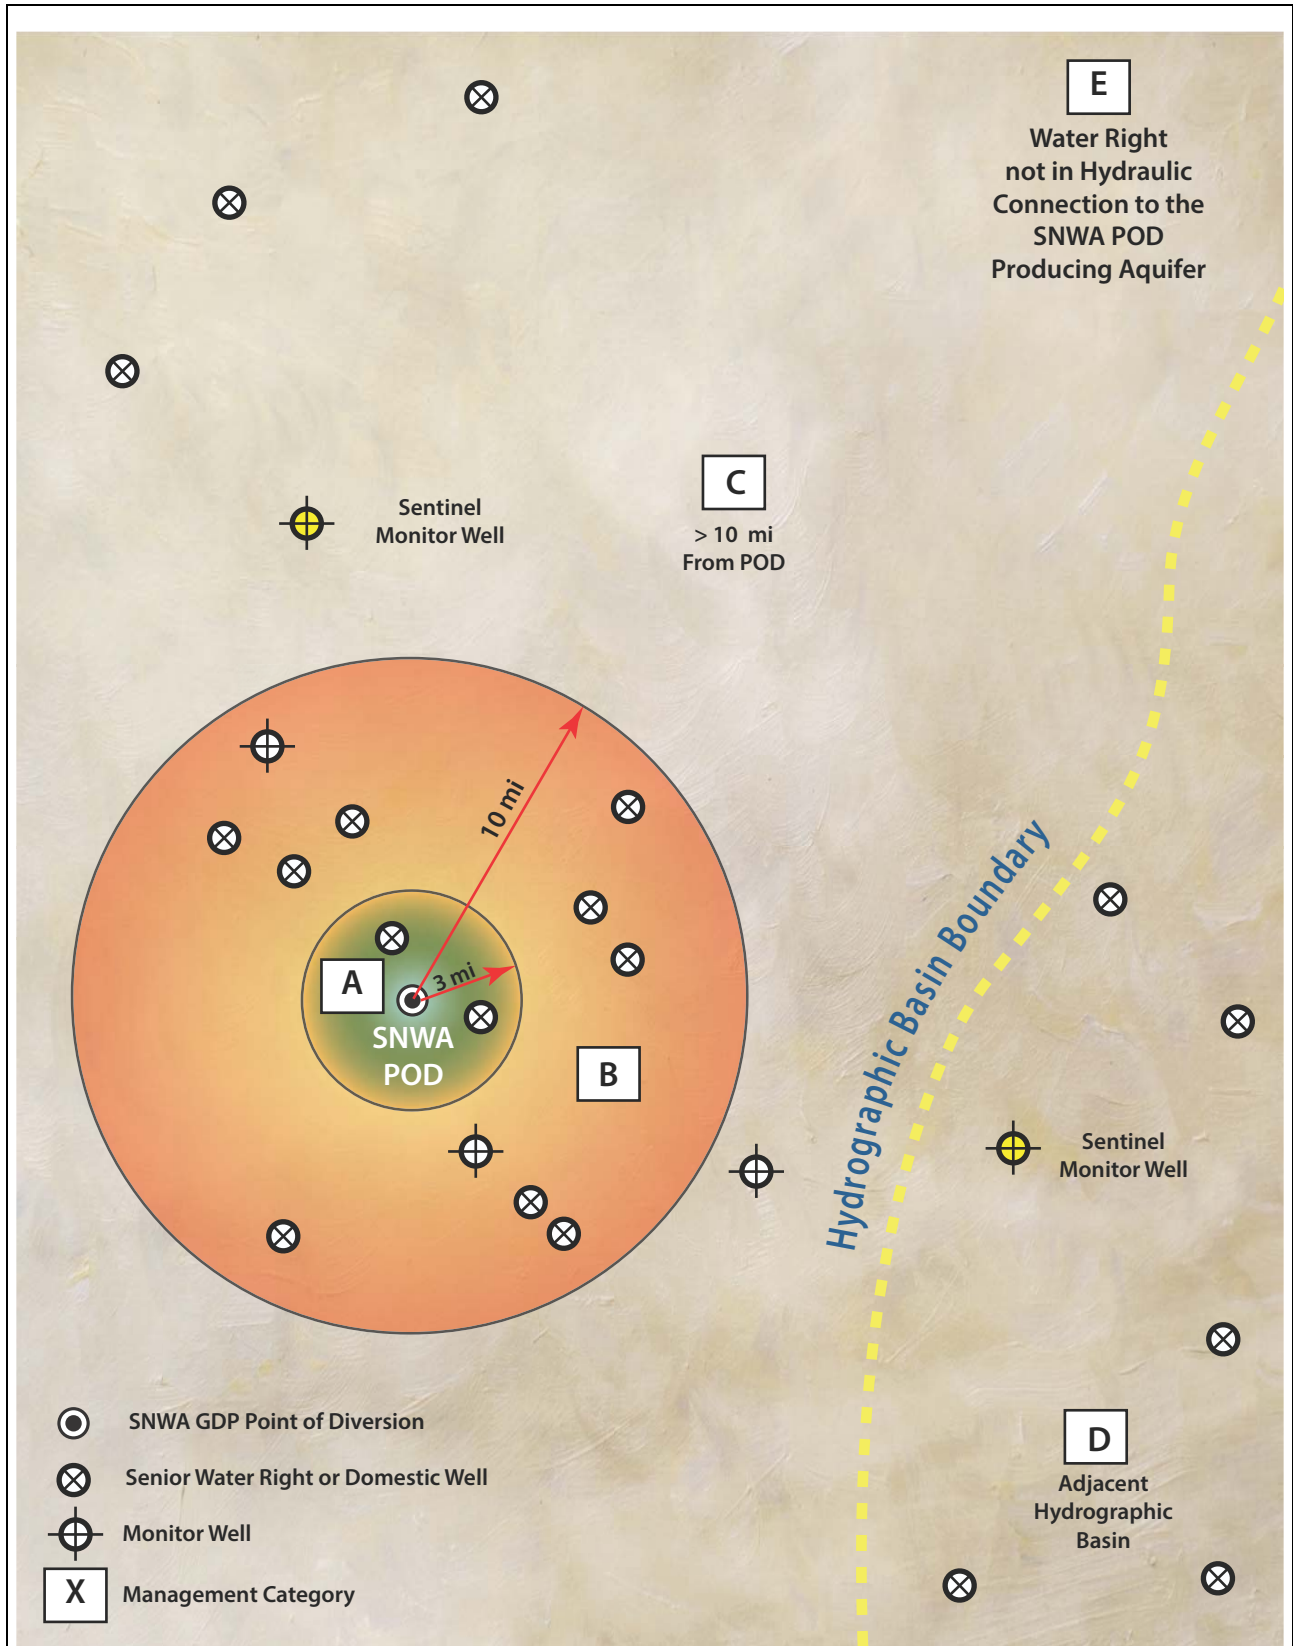 E
Water Right
not in Hydraulic
Connection to the
SNWA POD
Producing Aquifer
C
> 10 mi
From POD
Sentinel
Monitor Well
10 mi
3 mi
A
SNWA
POD
B
Hydrographic Basin Boundary
Sentinel
Monitor Well
D
Adjacent
Hydrographic
Basin
SNWA GDP Point of Diversion
Senior Water Right or Domestic Well
Monitor Well
X
Management Category